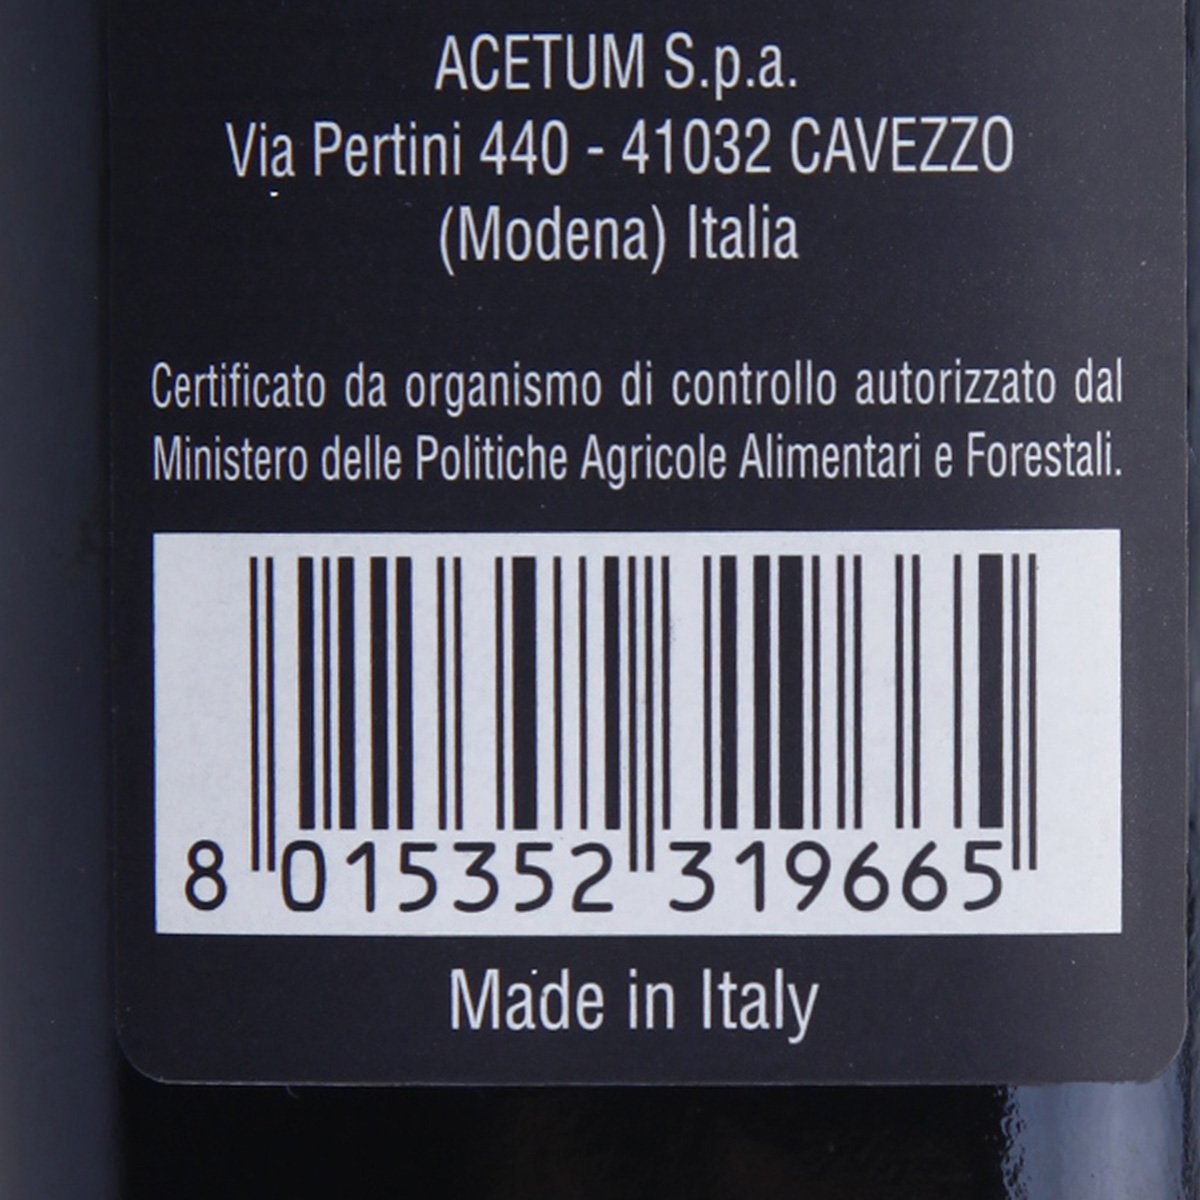 ACETUM S.p.a.
Via Pertini 440 - 41032 CAVEZZO
(Modena) Italia
Certificato da organismo di controllo autorizzato dal
Ministero delle Politiche Agricole Alimentari e Forestali.
8 015352 319665
Made in Italy